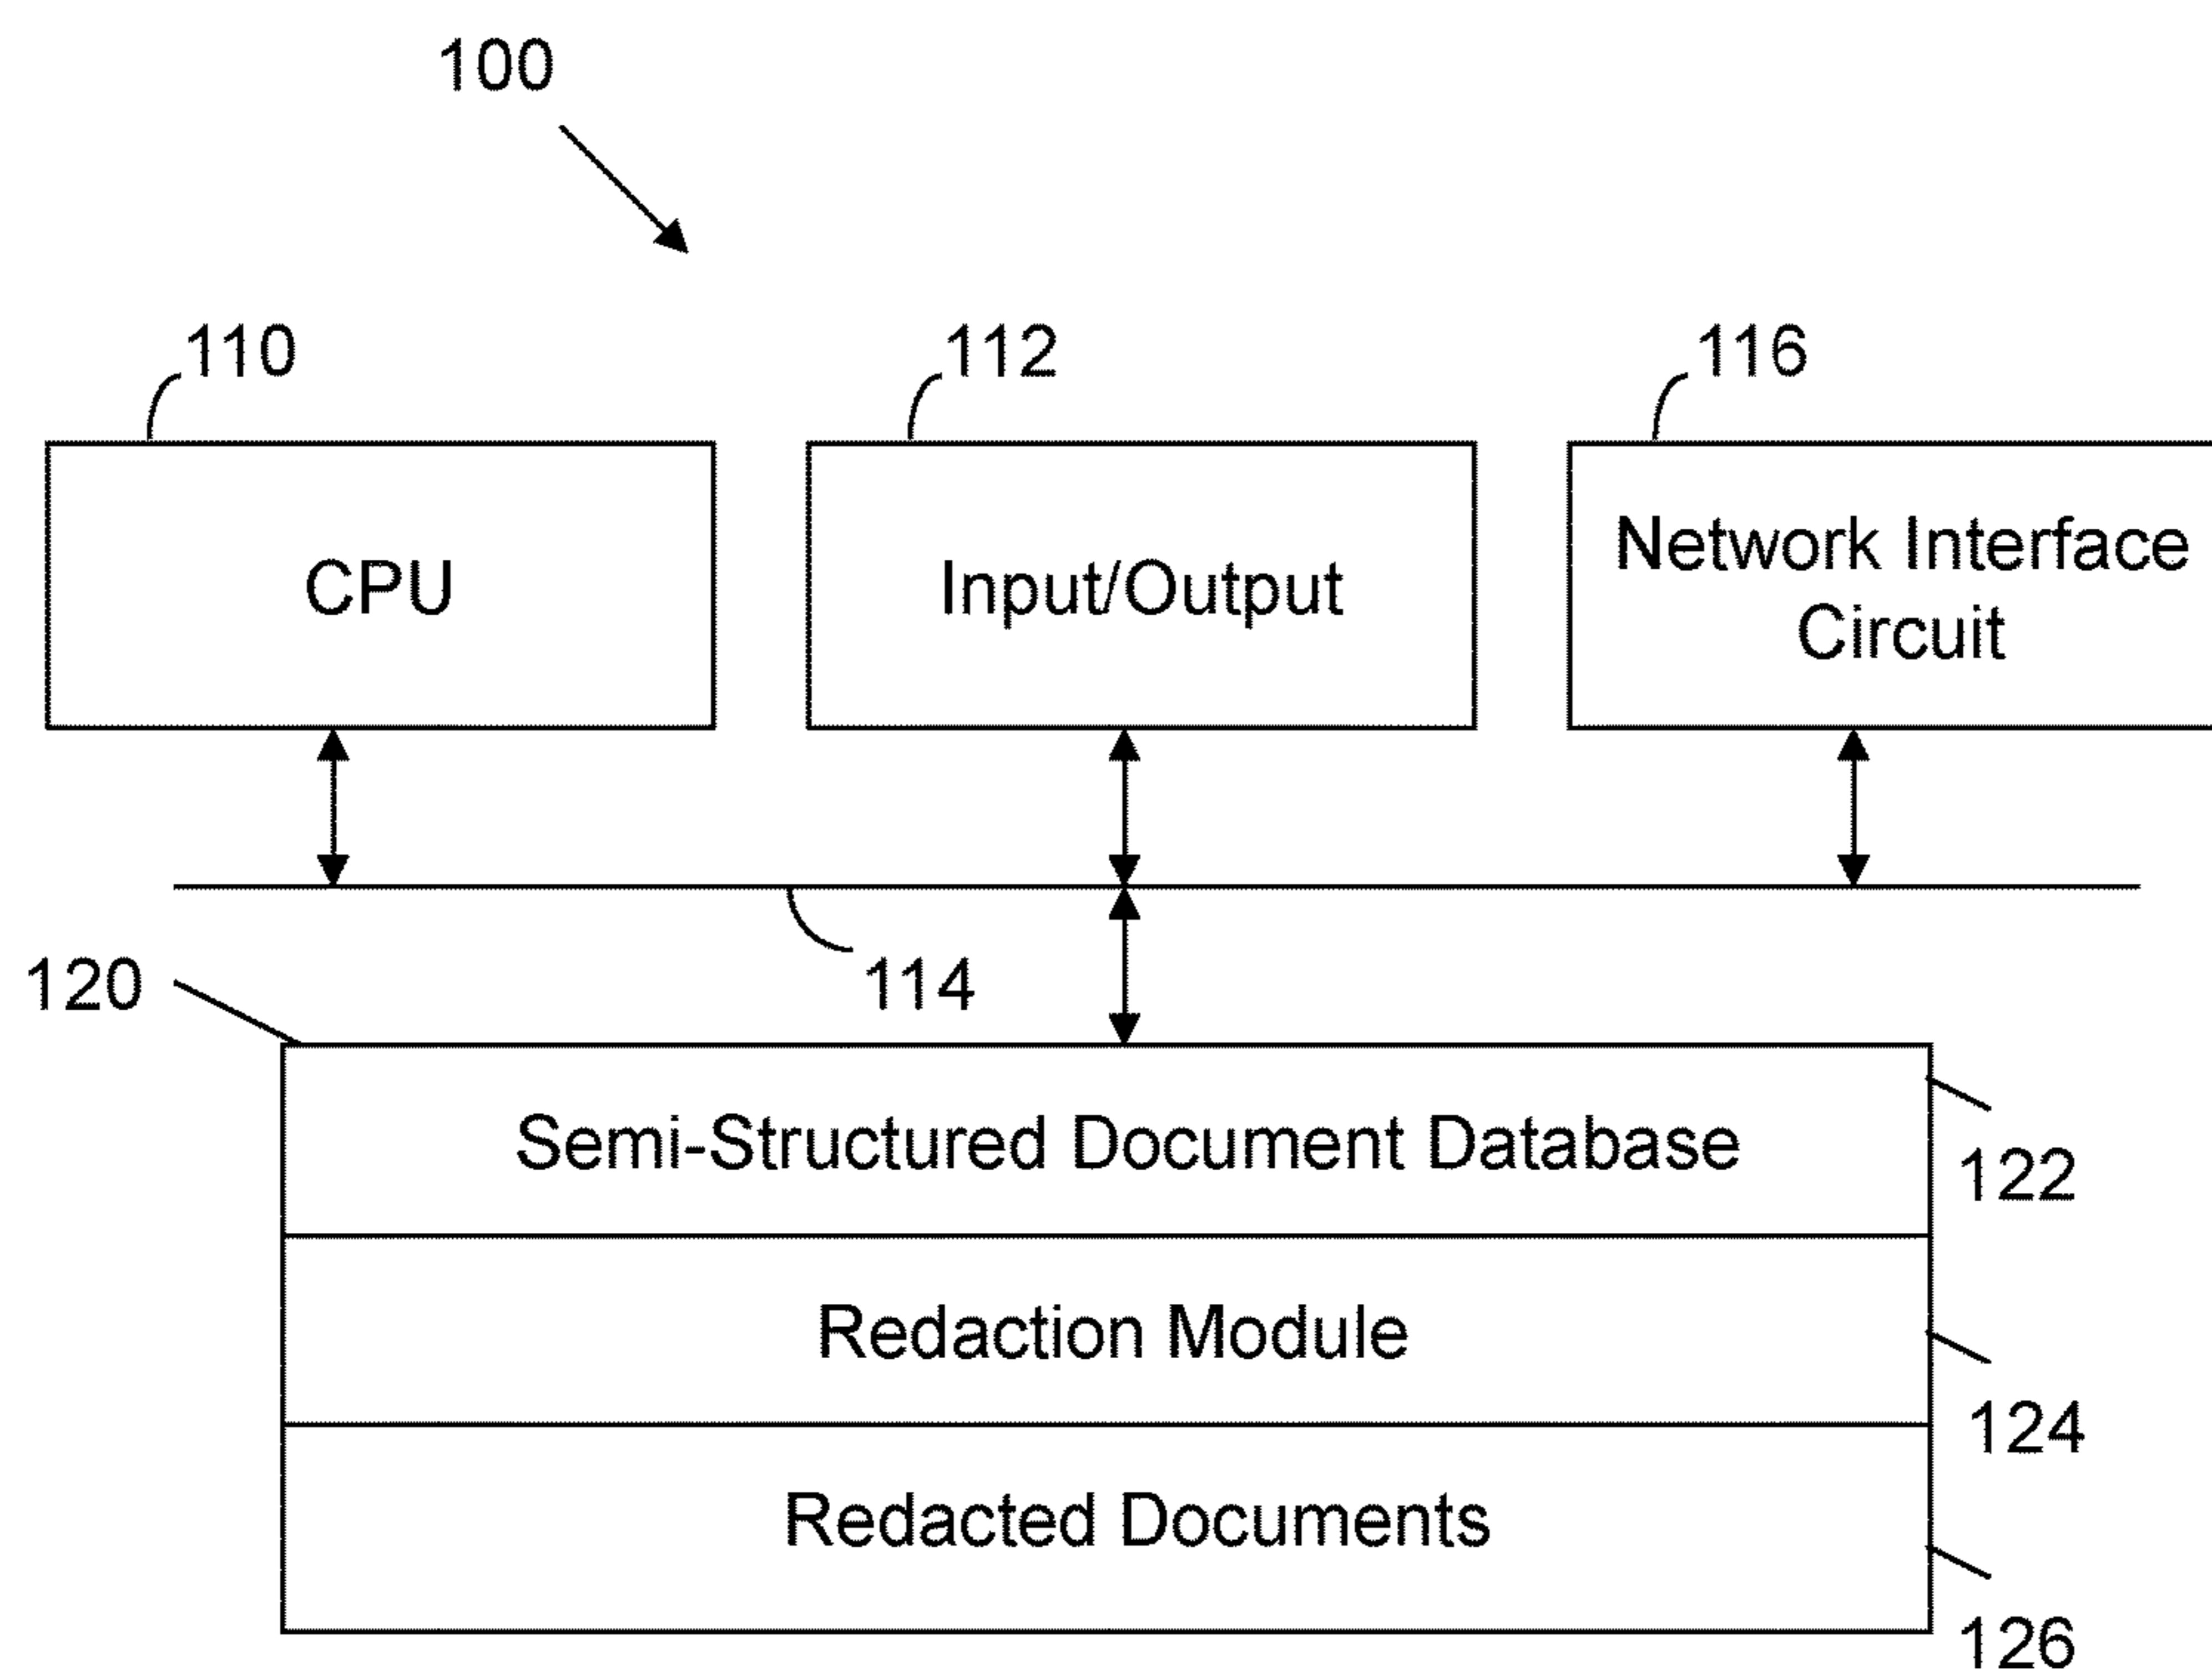 100
110
112
116
CPU
Input/Output
Network Interface
Circuit
114
120
Semi-Structured Document Database
122
Redaction Module
124
Redacted Documents
126